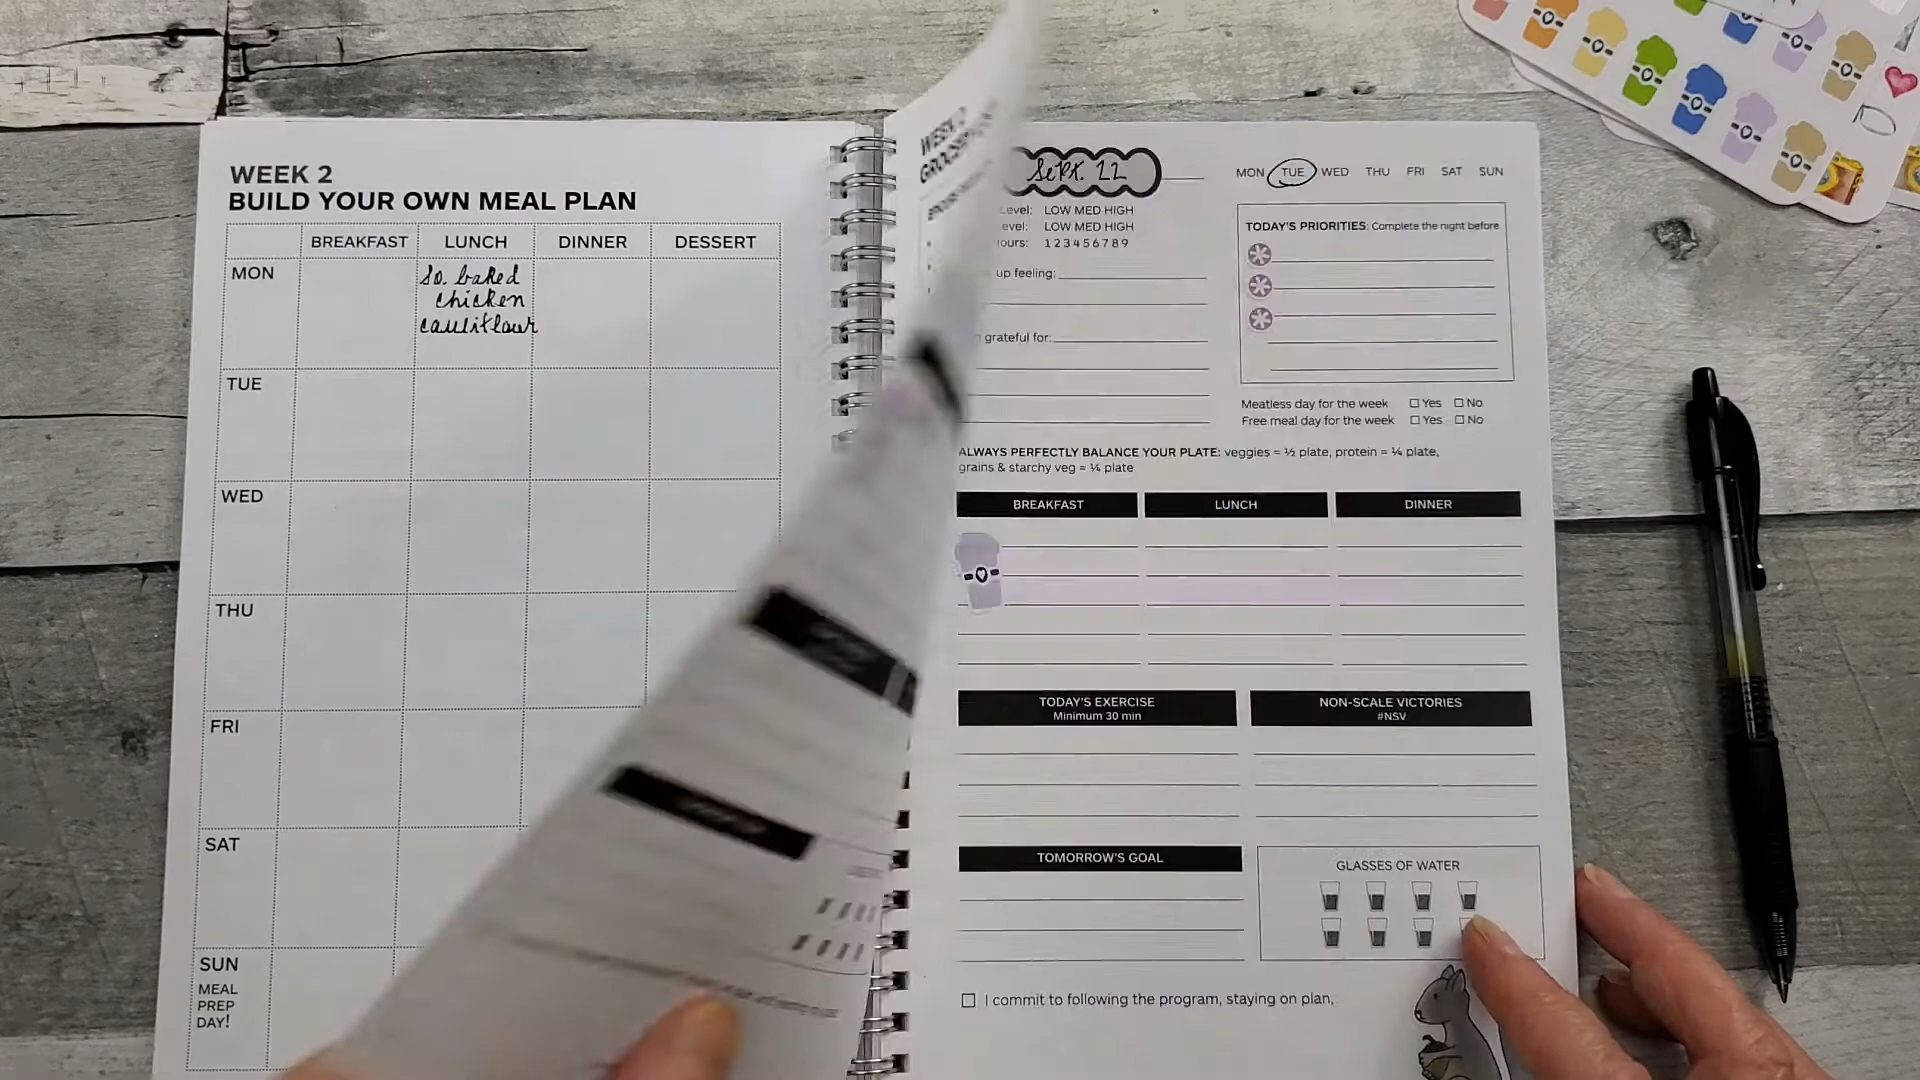 WEEK 2
BUILD YOUR OWN MEAL PLAN
BREAKFAST LUNCH DINNER DESSERT
MON
So. baked
chicken
cauliflour
TUE
WED
THU
FRI
SAT
SUN
MEAL
PREP
DAY!
WEEK 2
Sept. 22
MON TUE WED THU FRI SAT SUN
LOW MED HIGH
LOW MED HIGH
1 2 3 4 5 6 7 8 9
up feeling:
grateful for:
TODAY'S PRIORITIES: Complete the night before
Meatless day for the week Yes No
Free meal day for the week Yes No
ALWAYS PERFECTLY BALANCE YOUR PLATE: veggies = ½ plate, protein = ¼ plate,
grains & starchy veg = ¼ plate
BREAKFAST LUNCH DINNER
TODAY'S EXERCISE
Minimum 30 min
NON-SCALE VICTORIES
#NSV
TOMORROW'S GOAL
GLASSES OF WATER
I commit to following the program, staying on plan,